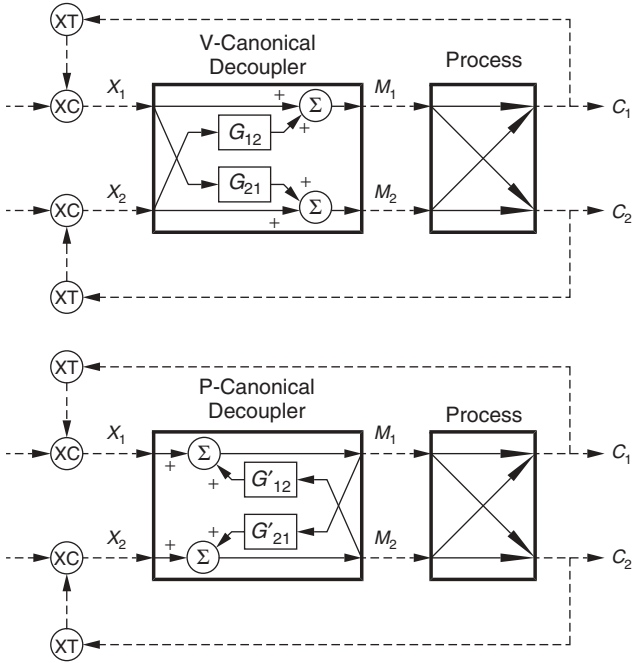 XT
V-Canonical
Decoupler
Process
XC
X₁
+
Σ
M₁
C₁
+
G₁₂
G₂₁
+
XC
X₂
+
Σ
M₂
C₂
XT
XT
P-Canonical
Decoupler
Process
XC
X₁
+
Σ
M₁
C₁
+
G'₁₂
G'₂₁
+
XC
X₂
+
Σ
M₂
C₂
XT